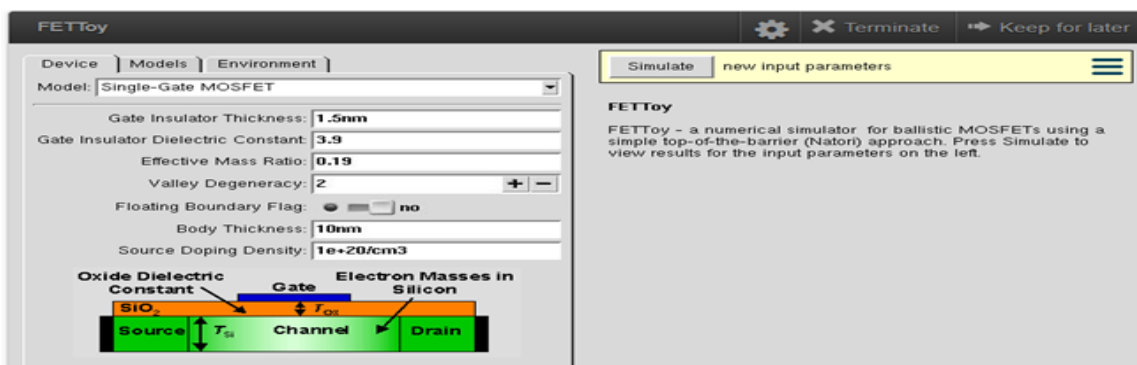 FETToy
Terminate
Keep for later
Device
Models
Environment
Model: Single-Gate MOSFET
Gate Insulator Thickness: 1.5nm
Gate Insulator Dielectric Constant: 3.9
Effective Mass Ratio: 0.19
Valley Degeneracy: 2
Floating Boundary Flag: no
Body Thickness: 10nm
Source Doping Density: 1e+20/cm3
Oxide Dielectric
Constant
Gate
Electron Masses in
Silicon
SiO2
Tox
Source
TSi
Channel
Drain
Simulate
new input parameters
FETToy
FETToy - a numerical simulator for ballistic MOSFETs using a
simple top-of-the-barrier (Natori) approach. Press Simulate to
view results for the input parameters on the left.